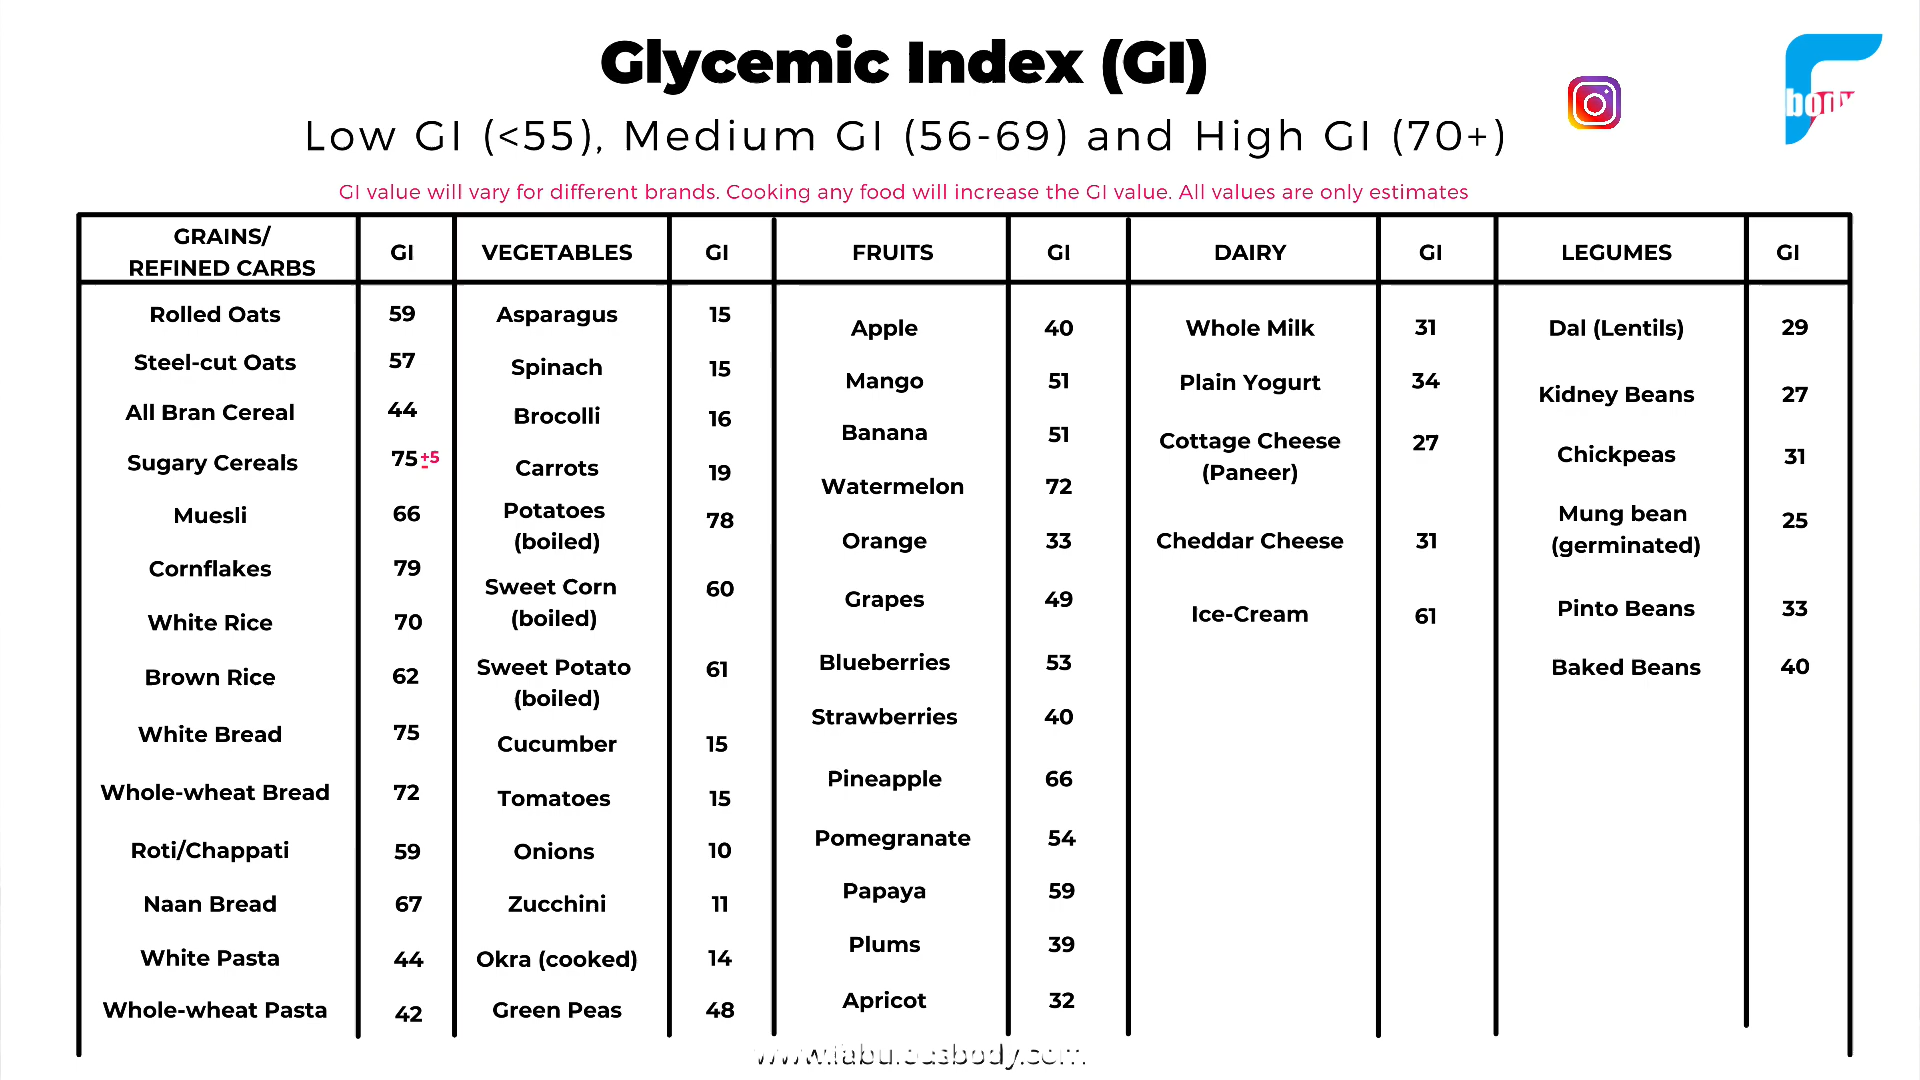 Glycemic Index (GI)
Low GI (<55), Medium GI (56-69) and High GI (70+)
GI value will vary for different brands. Cooking any food will increase the GI value. All values are only estimates
body
GRAINS/
REFINED CARBS GI VEGETABLES GI FRUITS GI DAIRY GI LEGUMES GI
Rolled Oats 59
Steel-cut Oats 57
All Bran Cereal 44
Sugary Cereals 75 ±5
Muesli 66
Cornflakes 79
White Rice 70
Brown Rice 62
White Bread 75
Whole-wheat Bread 72
Roti/Chappati 59
Naan Bread 67
White Pasta 44
Whole-wheat Pasta 42
Asparagus 15
Spinach 15
Brocolli 16
Carrots 19
Potatoes 78
(boiled)
Sweet Corn 60
(boiled)
Sweet Potato 61
(boiled)
Cucumber 15
Tomatoes 15
Onions 10
Zucchini 11
Okra (cooked) 14
Green Peas 48
Apple 40
Mango 51
Banana 51
Watermelon 72
Orange 33
Grapes 49
Blueberries 53
Strawberries 40
Pineapple 66
Pomegranate 54
Papaya 59
Plums 39
Apricot 32
Whole Milk 31
Plain Yogurt 34
Cottage Cheese 27
(Paneer)
Cheddar Cheese 31
Ice-Cream 61
Dal (Lentils) 29
Kidney Beans 27
Chickpeas 31
Mung bean 25
(germinated)
Pinto Beans 33
Baked Beans 40
www.fabulousbody.com